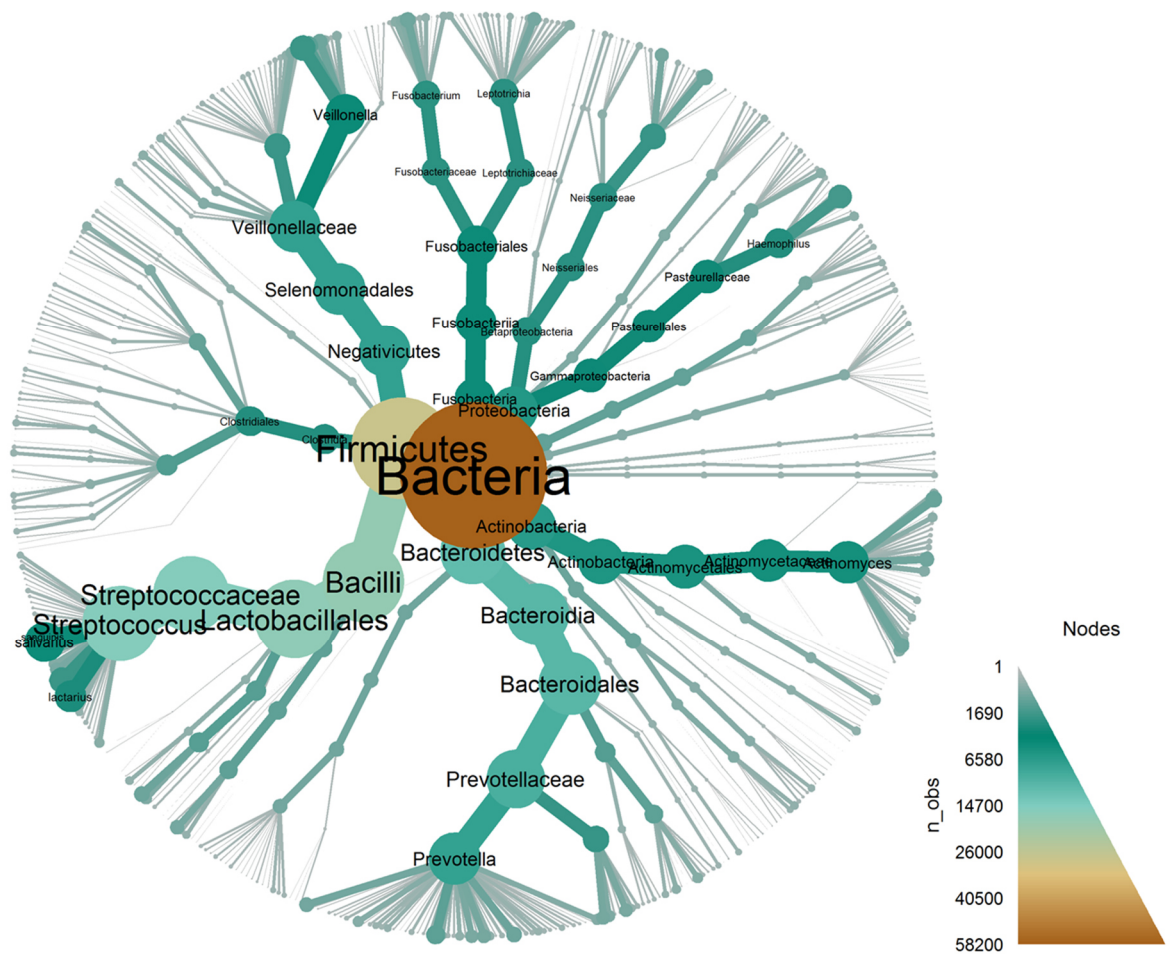 Fusobacterium
Leptotrichia
Veillonella
Fusobacteriaceae
Leptotrichiaceae
Neisseriaceae
Veillonellaceae
Fusobacteriales
Haemophilus
Neisseriales
Pasteurellaceae
Selenomonadales
Fusobacteriia
Betaproteobacteria
Pasteurellales
Negativicutes
Gammaproteobacteria
Fusobacteria
Proteobacteria
Clostridiales
Clostridia
Firmicutes
Bacteria
Actinobacteria
Bacteroidetes
Actinobacteria
Actinomycetales
Actinomycetaceae
Actinomyces
Bacilli
Streptococcaceae
Bacteroidia
Streptococcus
Lactobacillales
salivarius
lactarius
Bacteroidales
Prevotellaceae
Prevotella
Nodes
n_obs
1
1690
6580
14700
26000
40500
58200